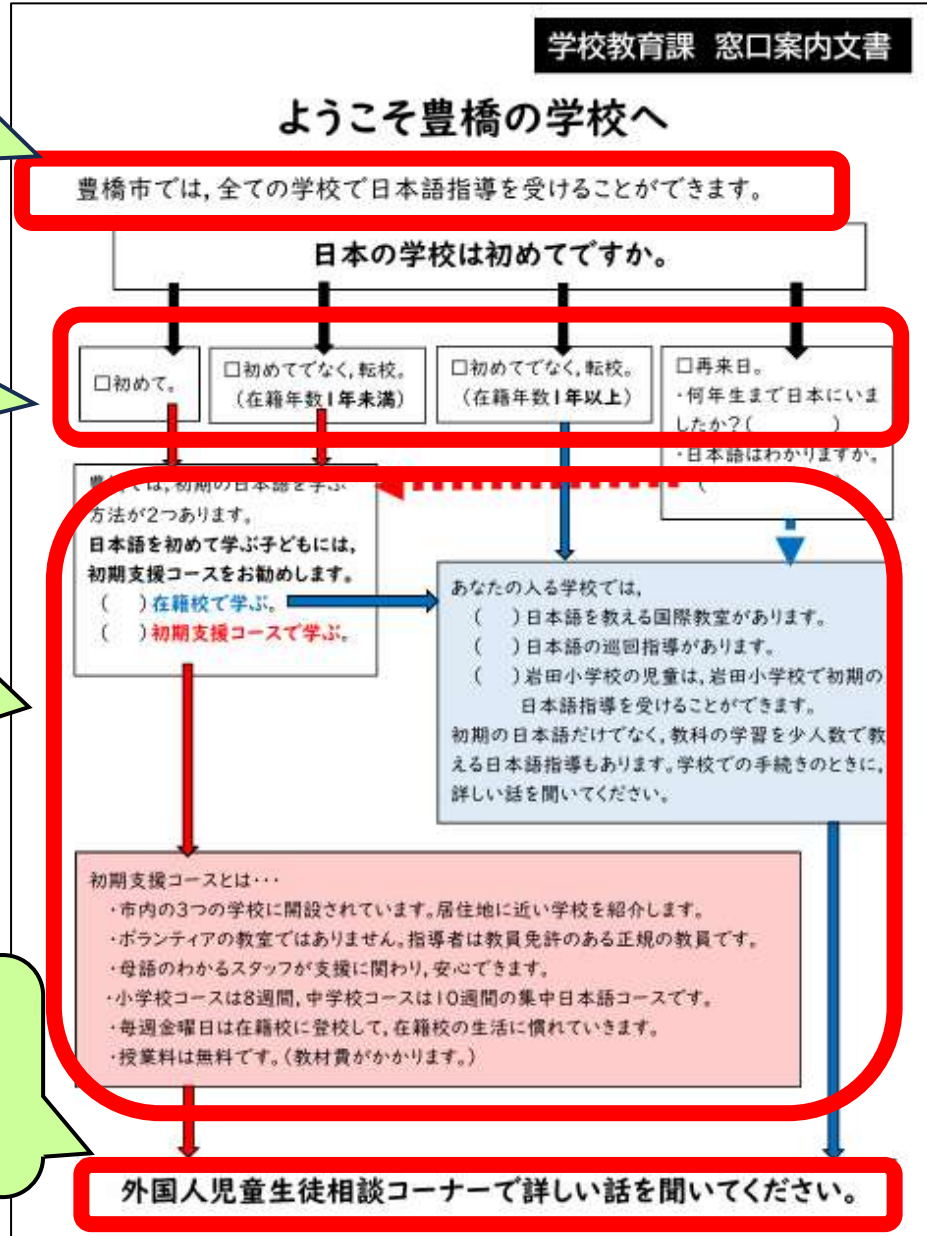 学校教育課 窓口案内文書
ようこそ豊橋の学校へ
豊橋市では,全ての学校で日本語指導を受けることができます。
日本の学校は初めてですか。
□初めて。
□初めてでなく,転校。
(在籍年数1年未満)
□初めてでなく,転校。
(在籍年数1年以上)
□再来日。
・何年生まで日本にいま
したか?( )
・日本語はわかりますか。
( )
豊橋では,初期の日本語を学ぶ
方法が2つあります。
日本語を初めて学ぶ子どもには,
初期支援コースをお勧めします。
( )在籍校で学ぶ。
( )初期支援コースで学ぶ。
あなたの入る学校では,
( )日本語を教える国際教室があります。
( )日本語の巡回指導があります。
( )岩田小学校の児童は,岩田小学校で初期の
日本語指導を受けることができます。
初期の日本語だけでなく,教科の学習を少人数で教
える日本語指導もあります。学校での手続きのときに,
詳しい話を聞いてください。
初期支援コースとは・・・
・市内の3つの学校に開設されています。居住地に近い学校を紹介します。
・ボランティアの教室ではありません。指導者は教員免許のある正規の教員です。
・母語のわかるスタッフが支援に関わり,安心できます。
・小学校コースは8週間,中学校コースは10週間の集中日本語コースです。
・毎週金曜日は在籍校に登校して,在籍校の生活に慣れていきます。
・授業料は無料です。(教材費がかかります。)
外国人児童生徒相談コーナーで詳しい話を聞いてください。